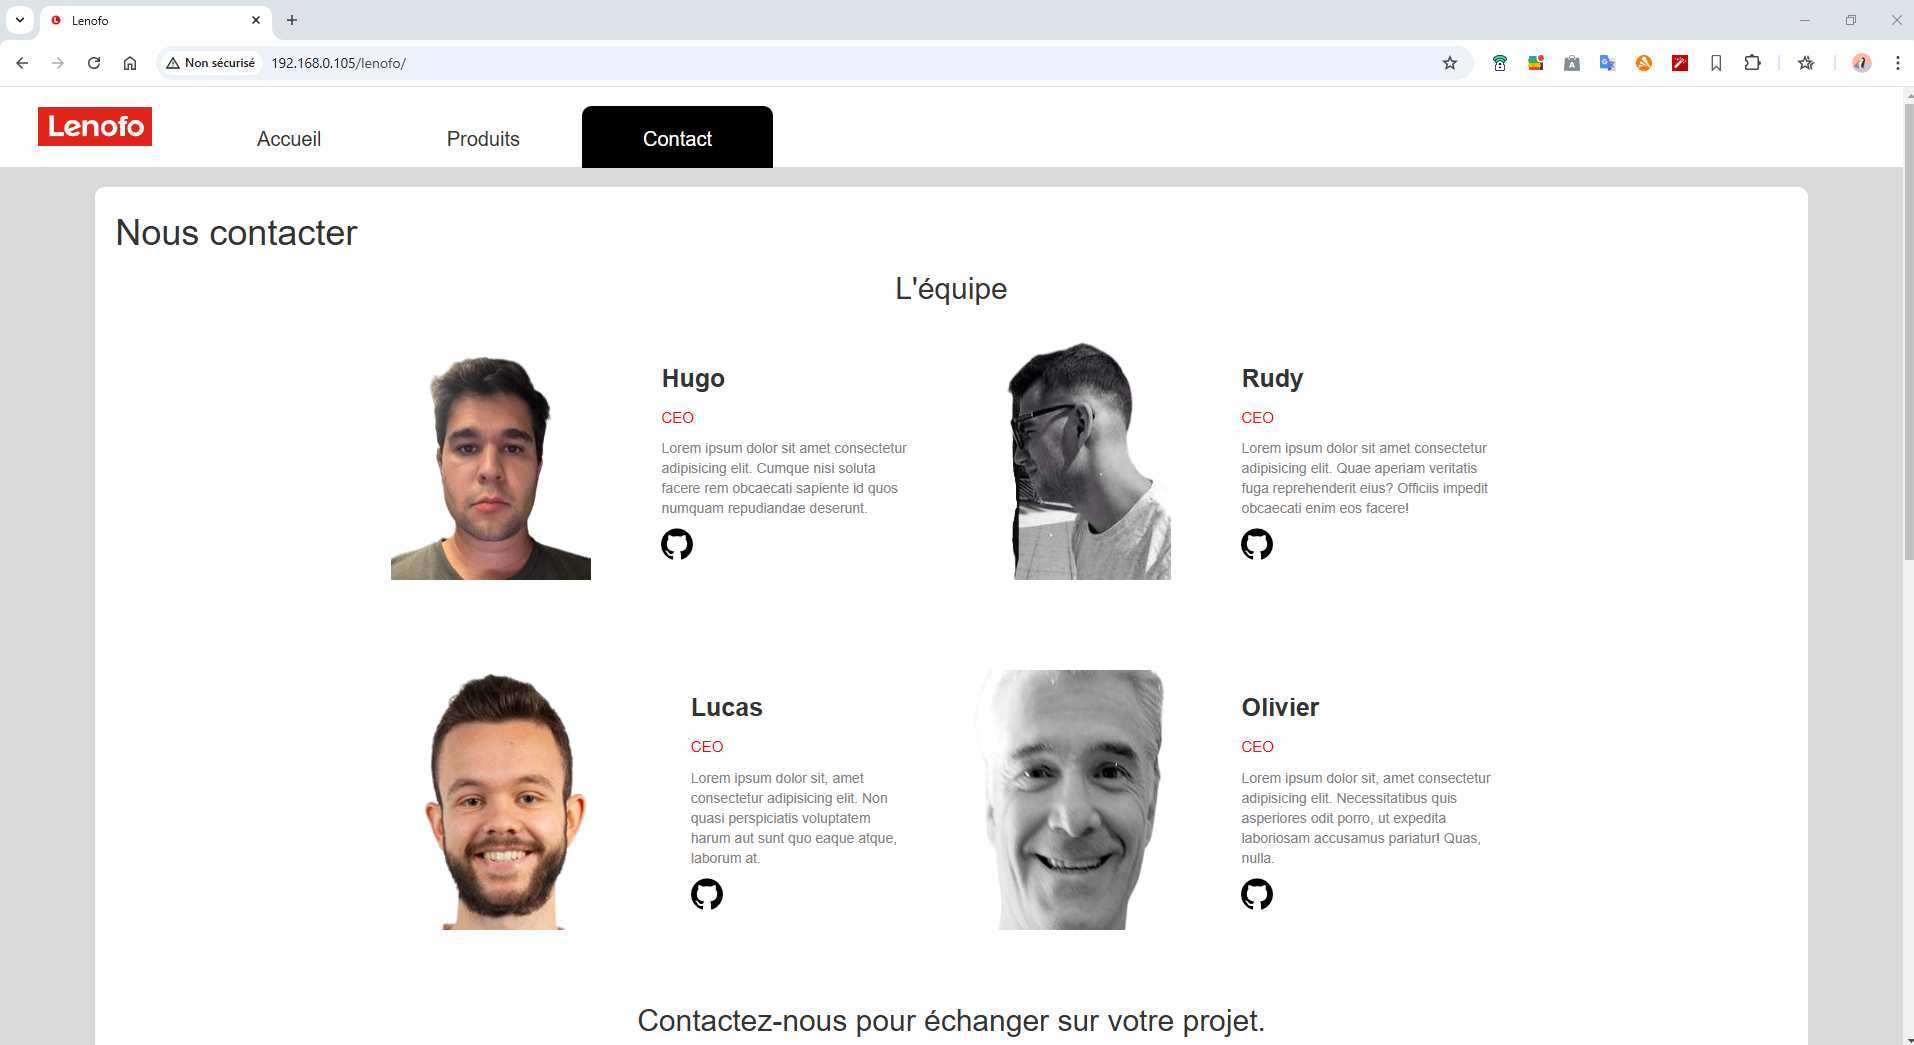 Lenofo
Non sécurisé
192.168.0.105/lenofo/
Lenofo
Accueil
Produits
Contact
Nous contacter
L'équipe
Hugo
CEO
Lorem ipsum dolor sit amet consectetur
adipisicing elit. Cumque nisi soluta
facere rem obcaecati sapiente id quos
numquam repudiandae deserunt.
Rudy
CEO
Lorem ipsum dolor sit amet consectetur
adipisicing elit. Quae aperiam veritatis
fuga reprehenderit eius? Officiis impedit
obcaecati enim eos facere!
Lucas
CEO
Lorem ipsum dolor sit, amet
consectetur adipisicing elit. Non
quasi perspiciatis voluptatem
harum aut sunt quo eaque atque,
laborum at.
Olivier
CEO
Lorem ipsum dolor sit, amet consectetur
adipisicing elit. Necessitatibus quis
asperiores odit porro, ut expedita
laboriosam accusamus pariatur! Quas,
nulla.
Contactez-nous pour échanger sur votre projet.